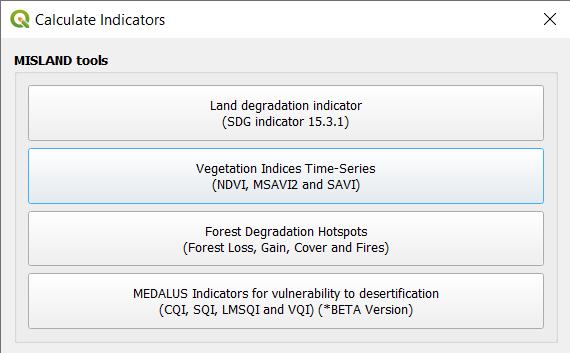 Calculate Indicators
MISLAND tools
Land degradation indicator
(SDG indicator 15.3.1)
Vegetation Indices Time-Series
(NDVI, MSAVI2 and SAVI)
Forest Degradation Hotspots
(Forest Loss, Gain, Cover and Fires)
MEDALUS Indicators for vulnerability to desertification
(CQI, SQI, LMSQI and VQI) (*BETA Version)